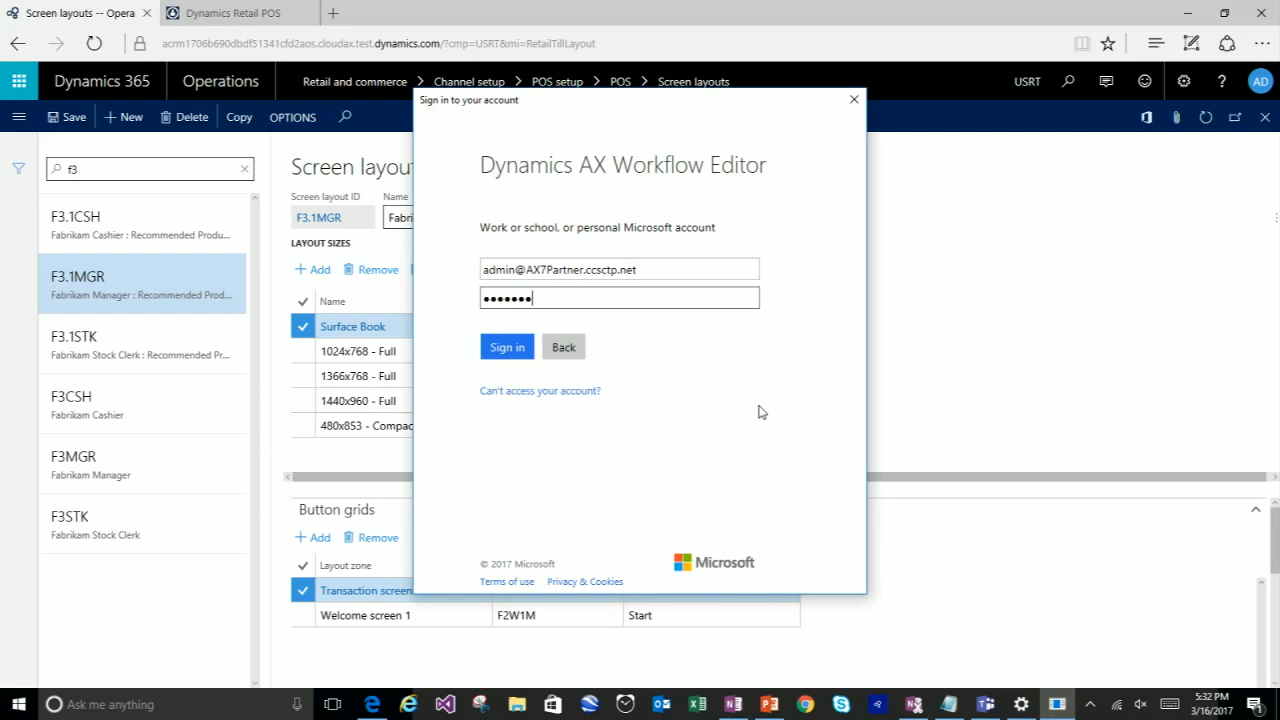 Screen layouts -- Opera
Dynamics Retail POS
acrm1706b690dbdf51341cfd2aos.cloudax.test.dynamics.com/?cmp=USRT&mi=RetailTillLayout
Dynamics 365
Operations
Retail and commerce > Channel setup > POS setup > POS > Screen layouts
USRT
AD
Save
New
Delete
Copy
OPTIONS
f3
F3.1CSH
Fabrikam Cashier : Recommended Produ...
F3.1MGR
Fabrikam Manager : Recommended Prod...
F3.1STK
Fabrikam Stock Clerk : Recommended Pr...
F3CSH
Fabrikam Cashier
F3MGR
Fabrikam Manager
F3STK
Fabrikam Stock Clerk
Screen layou
Screen layout ID
Name
F3.1MGR
Fabri
LAYOUT SIZES
Add
Remove
Name
Surface Book
1024x768 - Full
1366x768 - Full
1440x960 - Full
480x853 - Compac
Button grids
Add
Remove
Layout zone
Transaction screen
Welcome screen 1
F2W1M
Start
Sign in to your account
Dynamics AX Workflow Editor
Work or school, or personal Microsoft account
admin@AX7Partner.ccsctp.net
•••••••
Sign in
Back
Can't access your account?
© 2017 Microsoft
Microsoft
Terms of use
Privacy & Cookies
Ask me anything
5:32 PM
3/16/2017